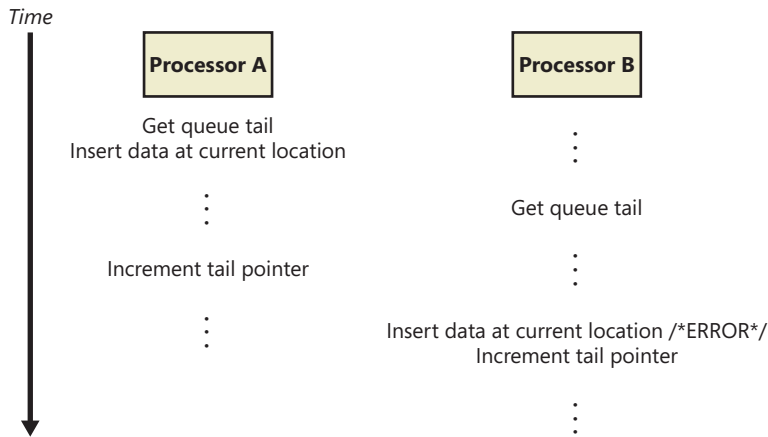 Time
Processor A
Processor B
Get queue tail
Insert data at current location
Get queue tail
Increment tail pointer
Insert data at current location /*ERROR*/
Increment tail pointer